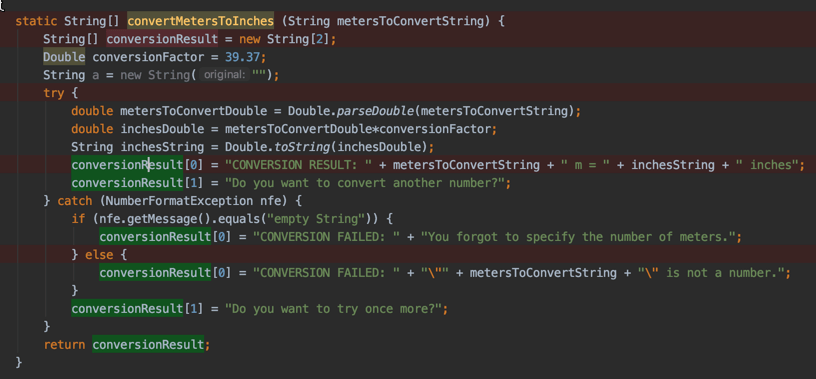 static String[] convertMetersToInches (String metersToConvertString) {
String[] conversionResult = new String[2];
Double conversionFactor = 39.37;
String a = new String( original: "");
try {
double metersToConvertDouble = Double.parseDouble(metersToConvertString);
double inchesDouble = metersToConvertDouble*conversionFactor;
String inchesString = Double.toString(inchesDouble);
conversionResult[0] = "CONVERSION RESULT: " + metersToConvertString + " m = " + inchesString + " inches";
conversionResult[1] = "Do you want to convert another number?";
} catch (NumberFormatException nfe) {
if (nfe.getMessage().equals("empty String")) {
conversionResult[0] = "CONVERSION FAILED: " + "You forgot to specify the number of meters.";
} else {
conversionResult[0] = "CONVERSION FAILED: " + "\"" + metersToConvertString + "\" is not a number.";
}
conversionResult[1] = "Do you want to try once more?";
}
return conversionResult;
}